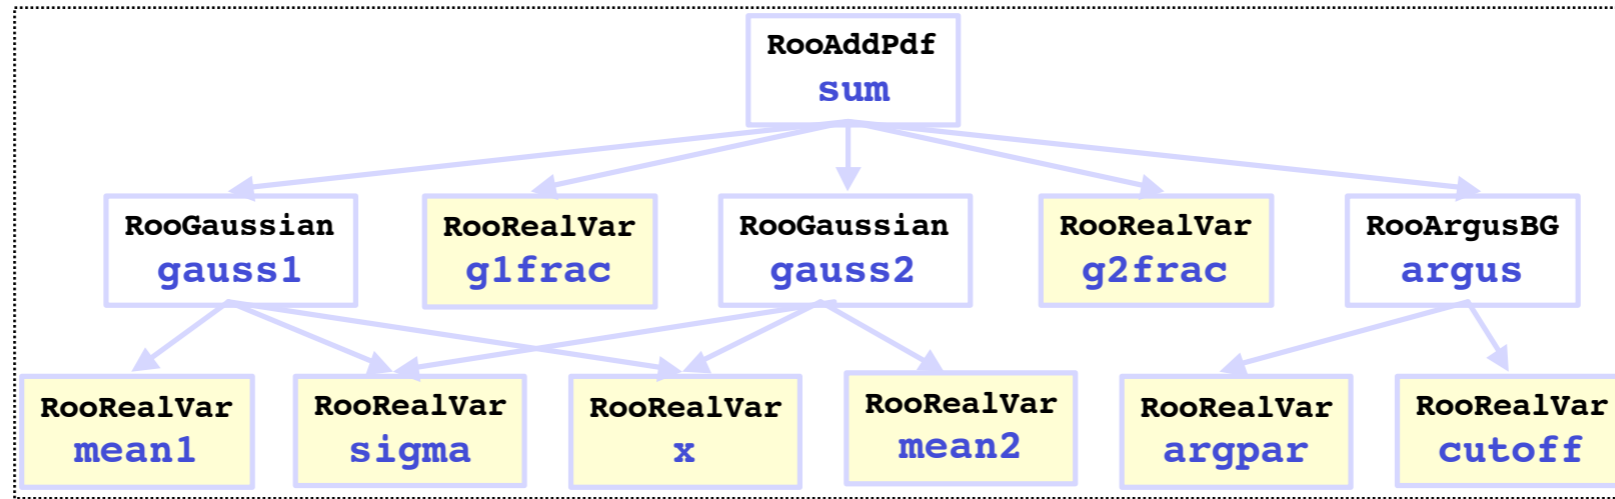 RooAddPdf
sum
RooGaussian
gauss1
RooRealVar
g1frac
RooGaussian
gauss2
RooRealVar
g2frac
RooArgusBG
argus
RooRealVar
mean1
RooRealVar
sigma
RooRealVar
x
RooRealVar
mean2
RooRealVar
argpar
RooRealVar
cutoff